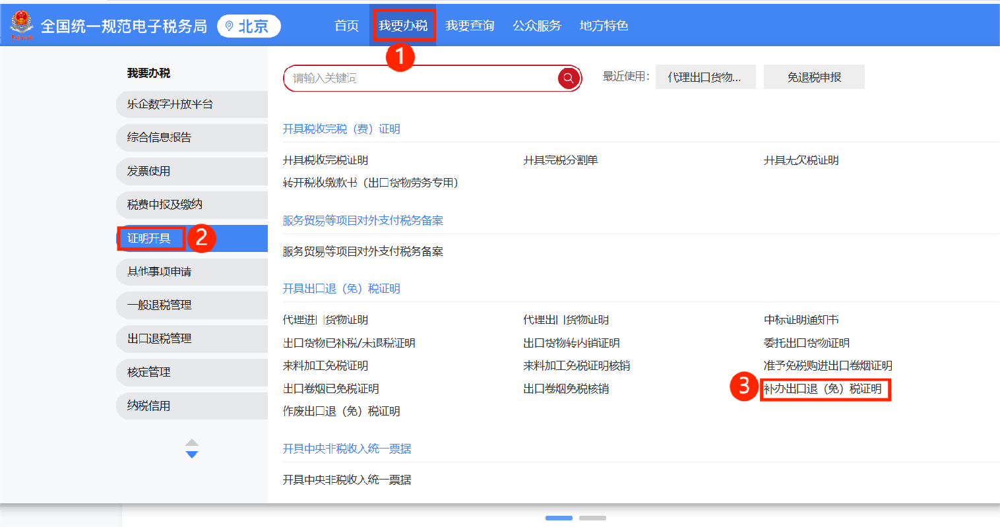 全国统一规范电子税务局 北京 首页 我要办税 我要查询 公众服务 地方特色
1
我要办税
请输入关键词 最近使用： 代理出口货物... 免退税申报
乐企数字开放平台
综合信息报告
发票使用
税费申报及缴纳
证明开具 2
其他事项申请
一般退税管理
出口退税管理
核定管理
纳税信用
开具税收完税（费）证明
开具税收完税证明 开具完税分割单 开具无欠税证明
转开税收缴款书（出口货物劳务专用）
服务贸易等项目对外支付税务备案
服务贸易等项目对外支付税务备案
开具出口退（免）税证明
代理进口货物证明 代理出口货物证明 中标证明通知书
出口货物已补税/未退税证明 出口货物转内销证明 委托出口货物证明
来料加工免税证明 来料加工免税证明核销 准予免税购进出口卷烟证明
出口卷烟已免税证明 出口卷烟免税核销 3 补办出口退（免）税证明
作废出口退（免）税证明
开具中央非税收入统一票据
开具中央非税收入统一票据